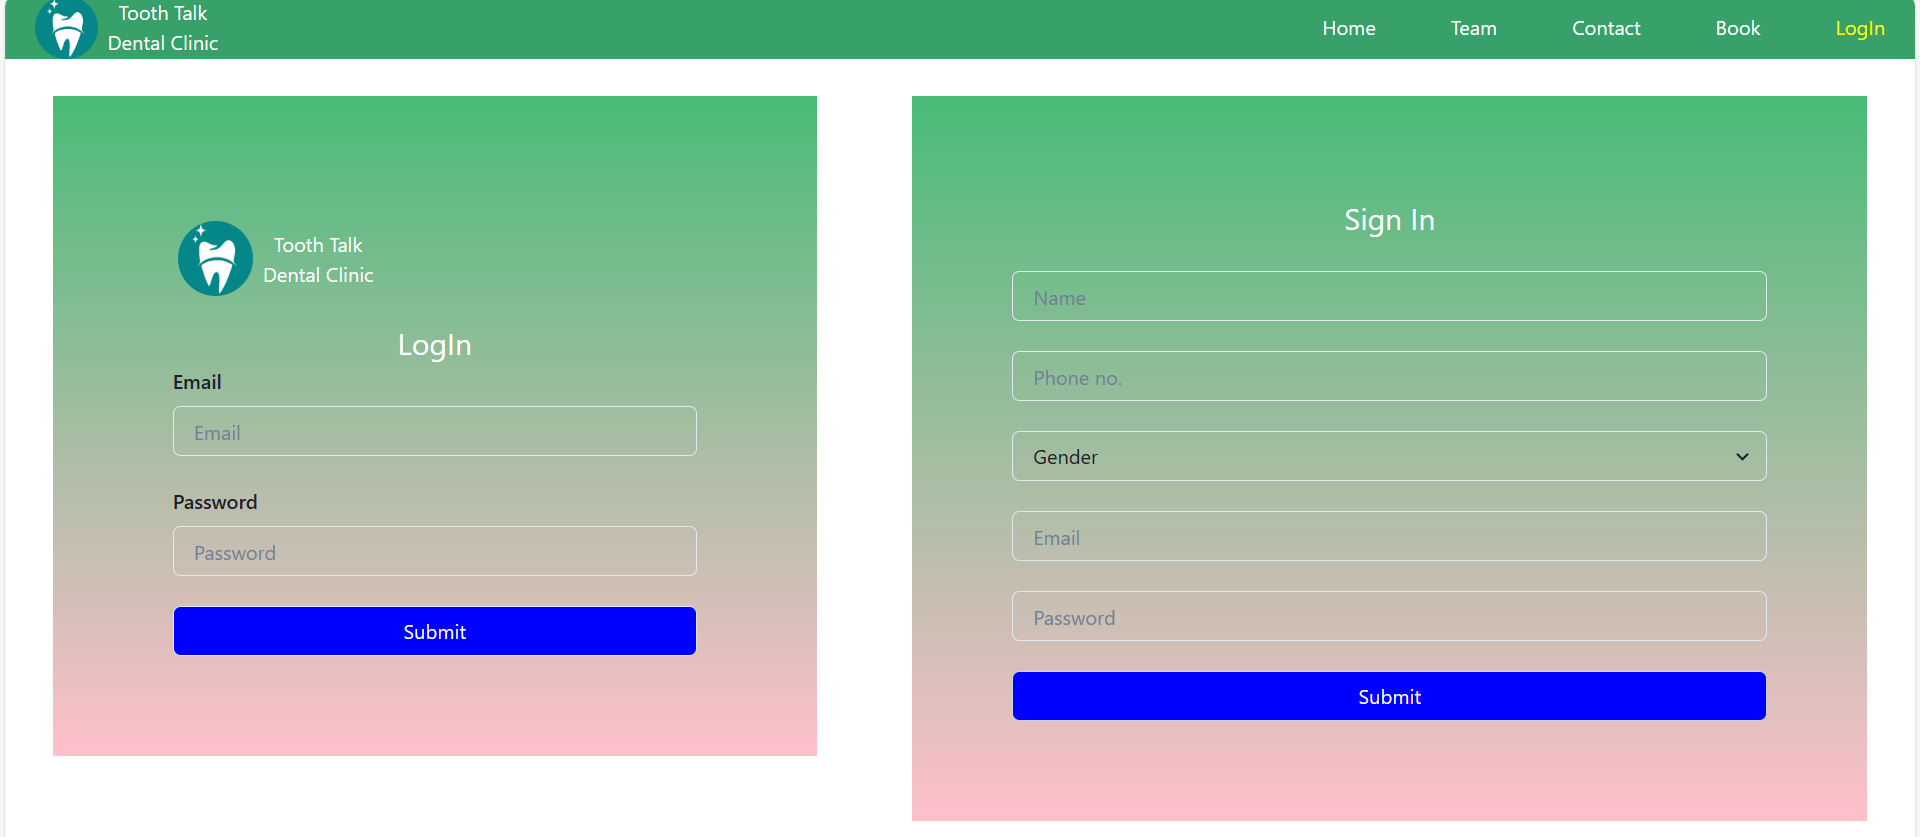 Tooth Talk
Dental Clinic
Home
Team
Contact
Book
LogIn
Tooth Talk
Dental Clinic
LogIn
Email
Email
Password
Password
Submit
Sign In
Name
Phone no.
Gender
Email
Password
Submit